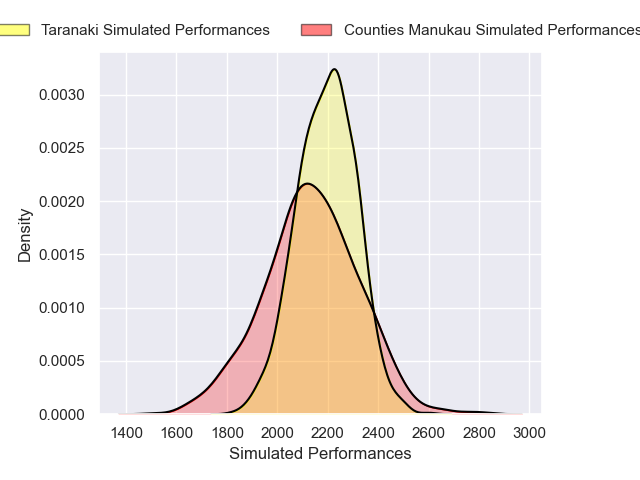 Taranaki Simulated Performances
Counties Manukau Simulated Performances
0.0030
0.0025
0.0020
0.0015
0.0010
0.0005
0.0000
Density
1400 1600 1800 2000 2200 2400 2600 2800 3000
Simulated Performances